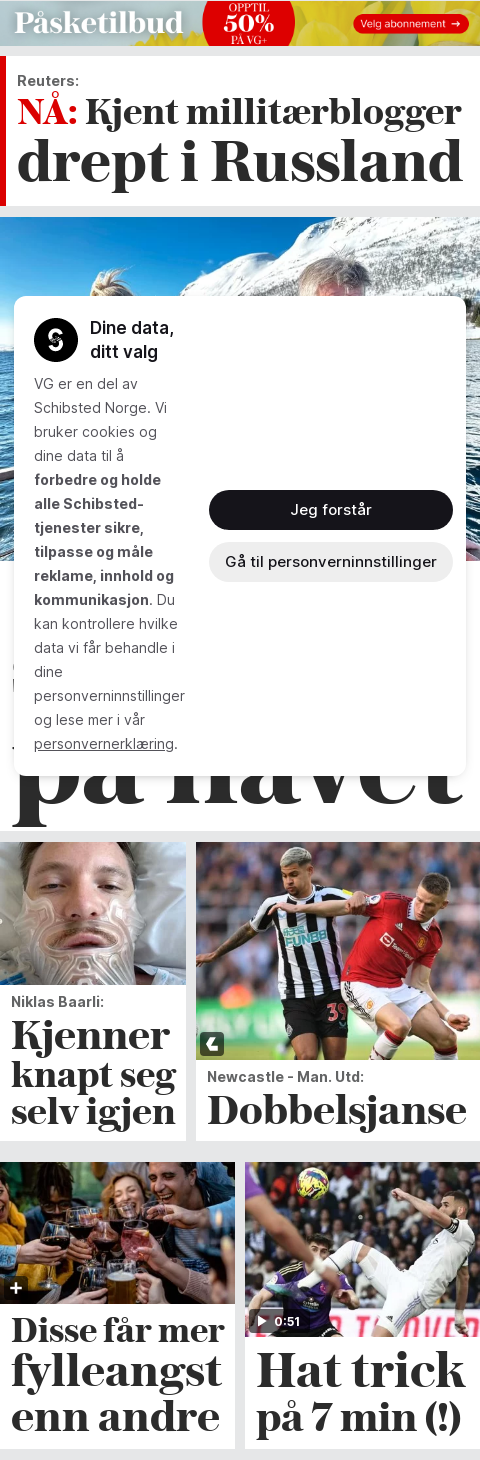 Påsketilbud
OPPTIL
50%
PÅ VG+
Velg abonnement →
Reuters:
NÅ: Kjent millitærblogger
drept i Russland
Dine data,
ditt valg
VG er en del av
Schibsted Norge. Vi
bruker cookies og
dine data til å
forbedre og holde
alle Schibsted-
tjenester sikre,
tilpasse og måle
reklame, innhold og
kommunikasjon. Du
kan kontrollere hvilke
data vi får behandle i
dine
personverninnstillinger
og lese mer i vår
personvernerklæring.
Jeg forstår
Gå til personverninnstillinger
på havet
Niklas Baarli:
Kjenner
knapt seg
selv igjen
39
Newcastle - Man. Utd:
Dobbelsjanse
Disse får mer
fylleangst
enn andre
0:51
Hat trick
på 7 min (!)